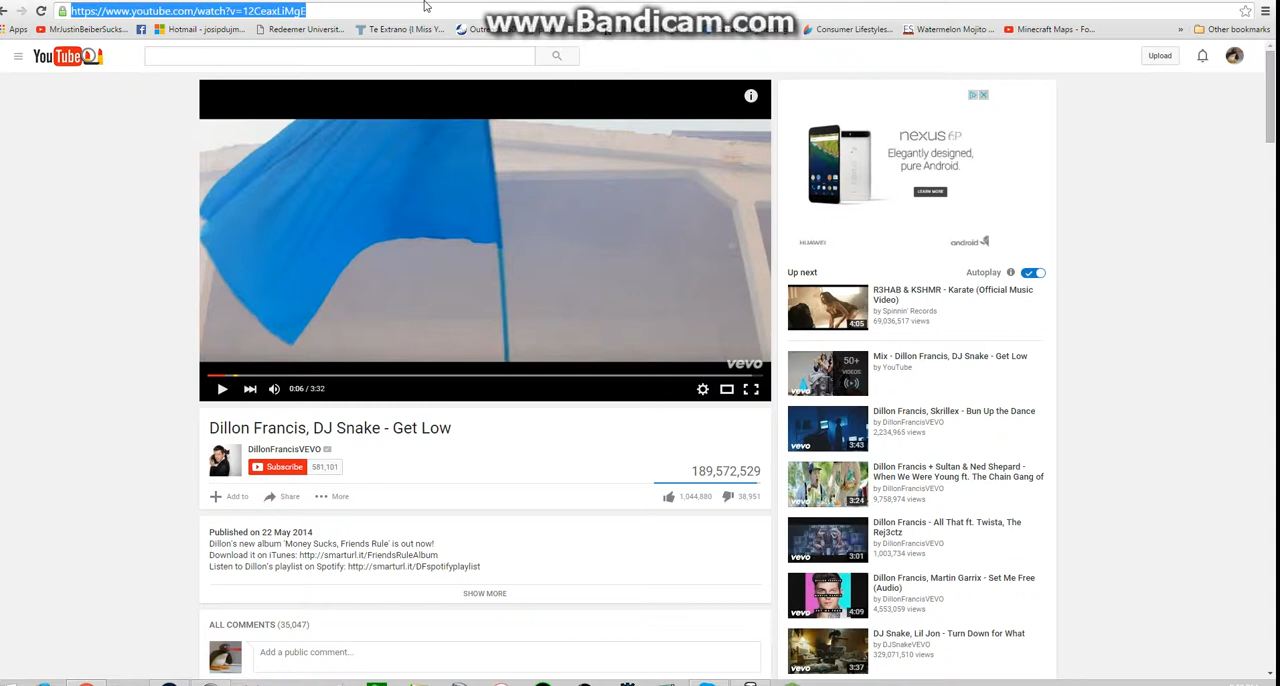 https://www.youtube.com/watch?v=12CeaxLiMgE
www.Bandicam.com
Apps MrJustinBeiberSucks... Hotmail - josipdujm... Redeemer Universit... Te Extrano (I Miss Y... Consumer Lifestyles... Watermelon Mojito ... Minecraft Maps - Fo... » Other bookmarks
YouTube
Upload
nexus 6P
Elegantly designed,
pure Android.
LEARN MORE
HUAWEI android
vevo
0:06 / 3:32
Dillon Francis, DJ Snake - Get Low
DillonFrancisVEVO
Subscribe 581,101
189,572,529
Add to Share More 1,044,880 38,951
Published on 22 May 2014
Dillon's new album 'Money Sucks, Friends Rule' is out now!
Download it on iTunes: http://smarturl.it/FriendsRuleAlbum
Listen to Dillon's playlist on Spotify: http://smarturl.it/DFspotifyplaylist
SHOW MORE
ALL COMMENTS (35,047)
Add a public comment...
Up next Autoplay
R3HAB & KSHMR - Karate (Official Music
Video)
by Spinnin' Records
69,036,517 views
4:05
Mix - Dillon Francis, DJ Snake - Get Low
by YouTube
50+
VIDEOS
Dillon Francis, Skrillex - Bun Up the Dance
by DillonFrancisVEVO
2,234,965 views
vevo 3:43
Dillon Francis + Sultan & Ned Shepard -
When We Were Young ft. The Chain Gang of
by DillonFrancisVEVO
9,758,974 views
vevo 3:24
Dillon Francis - All That ft. Twista, The
Rej3ctz
by DillonFrancisVEVO
1,003,734 views
vevo 3:01
Dillon Francis, Martin Garrix - Set Me Free
(Audio)
by DillonFrancisVEVO
4,553,059 views
vevo 4:09
DJ Snake, Lil Jon - Turn Down for What
by DJSnakeVEVO
329,071,510 views
vevo 3:37